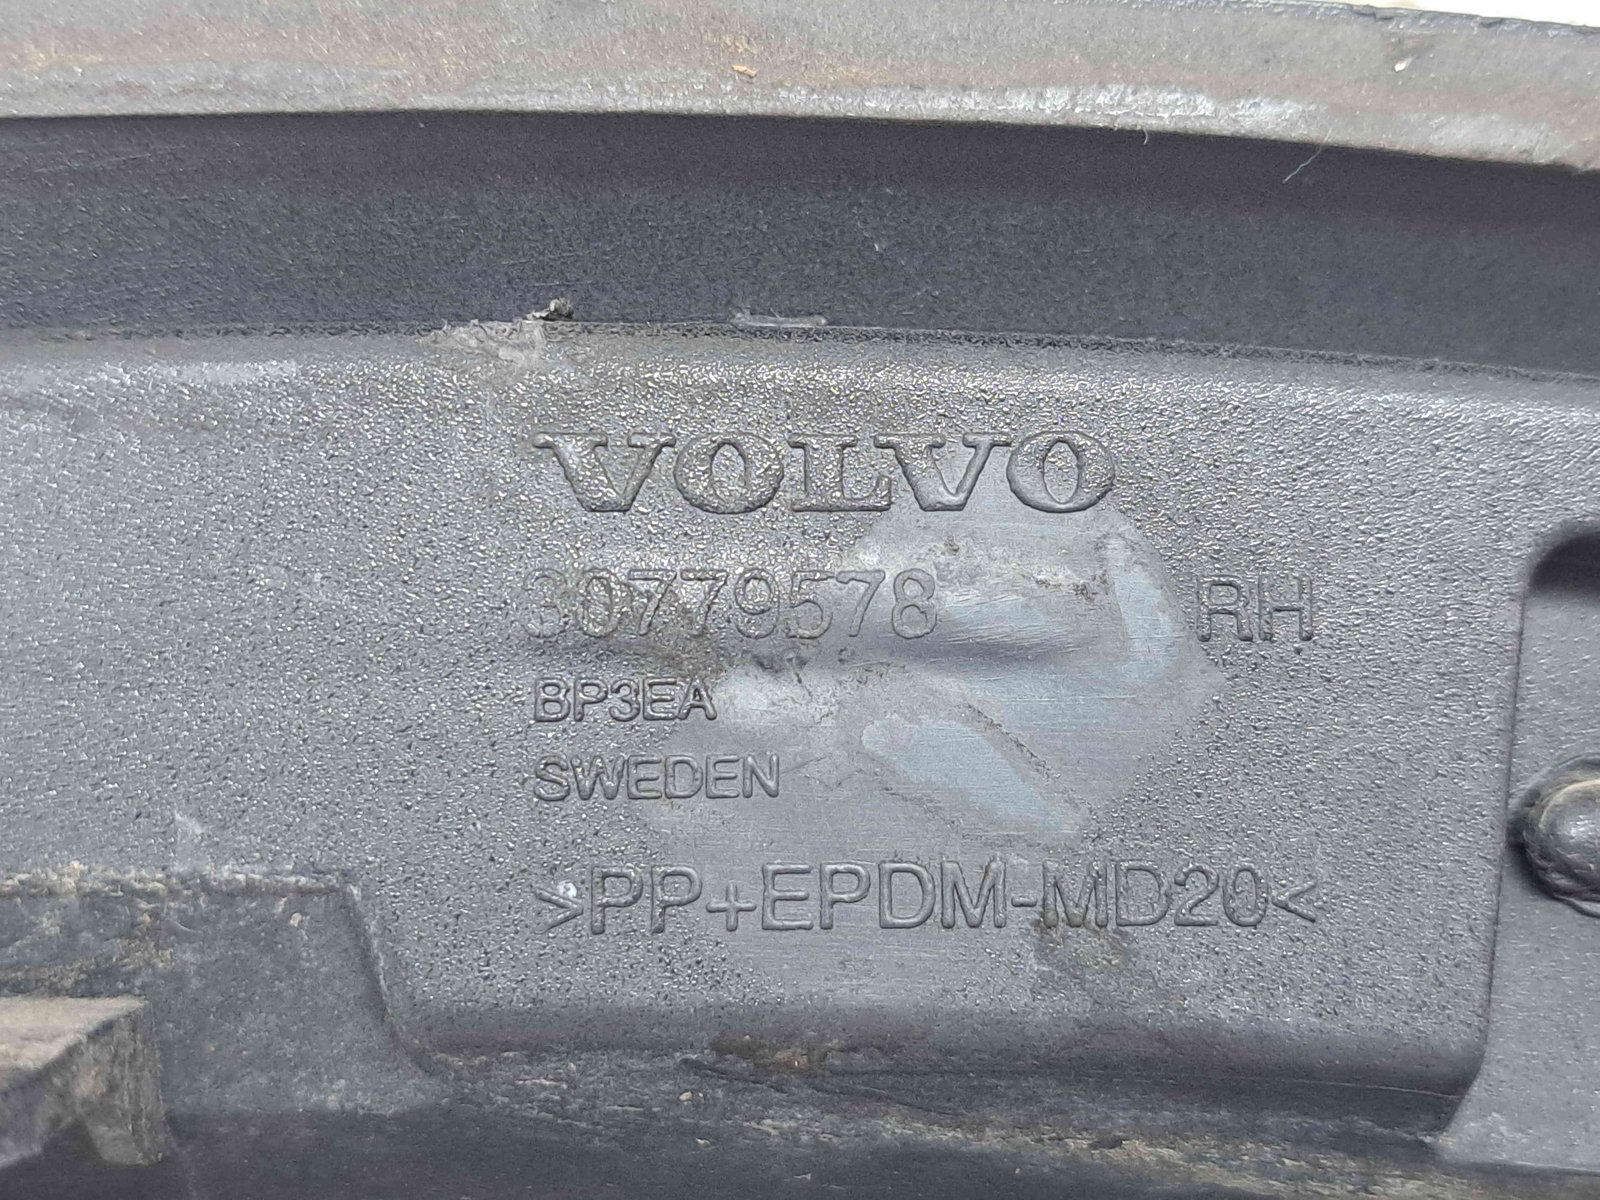 VOLVO
30779578 RH
BP3EA
SWEDEN
>PP+EPDM-MD20<